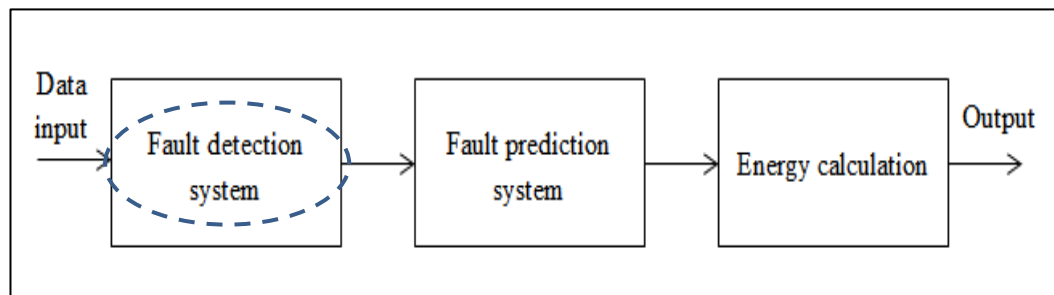 Data
input
Fault detection
system
Fault prediction
system
Energy calculation
Output